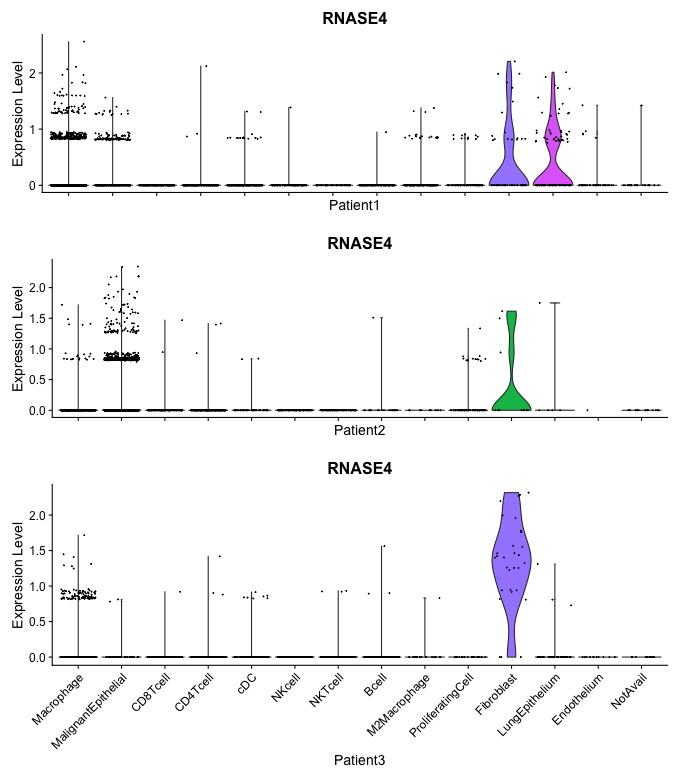 RNASE4
Expression Level
2
1
0
Patient1
RNASE4
Expression Level
2.0
1.5
1.0
0.5
0.0
Patient2
RNASE4
Expression Level
2.0
1.5
1.0
0.5
0.0
Macrophage
MalignantEpithelial
CD8Tcell
CD4Tcell
cDC
NKcell
NKTcell
Bcell
M2Macrophage
ProliferatingCell
Fibroblast
LungEpithelium
Endothelium
NotAvail
Patient3